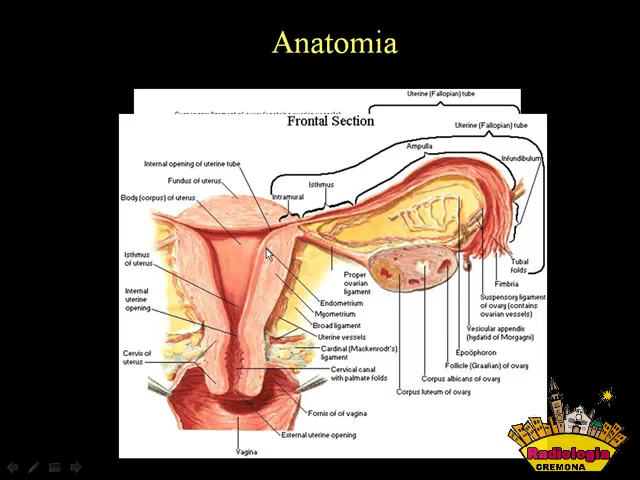 Anatomia
Uterine (Fallopian) tube
Frontal Section
Uterine (Fallopian) tube
Ampulla
Infundibulum
Internal opening of uterine tube
Isthmus
Fundus of uterus
Intramural
Body (corpus) of uterus
Isthmus
of uterus
Tubal
folds
Proper
ovarian
ligament
Fimbria
Internal
uterine
opening
Endometrium
Suspensory ligament
of ovary (contains
ovarian vessels)
Myometrium
Broad ligament
Vesicular appendix
(hydatid of Morgagni)
Uterine vessels
Cardinal (Mackenrodt's)
ligament
Epoöphoron
Cervix of
uterus
Follicle (Graafian) of ovary
Cervical canal
with palmate folds
Corpus albicans of ovary
Corpus luteum of ovary
Fornix of vagina
External uterine opening
Vagina
Radiologia
CREMONA